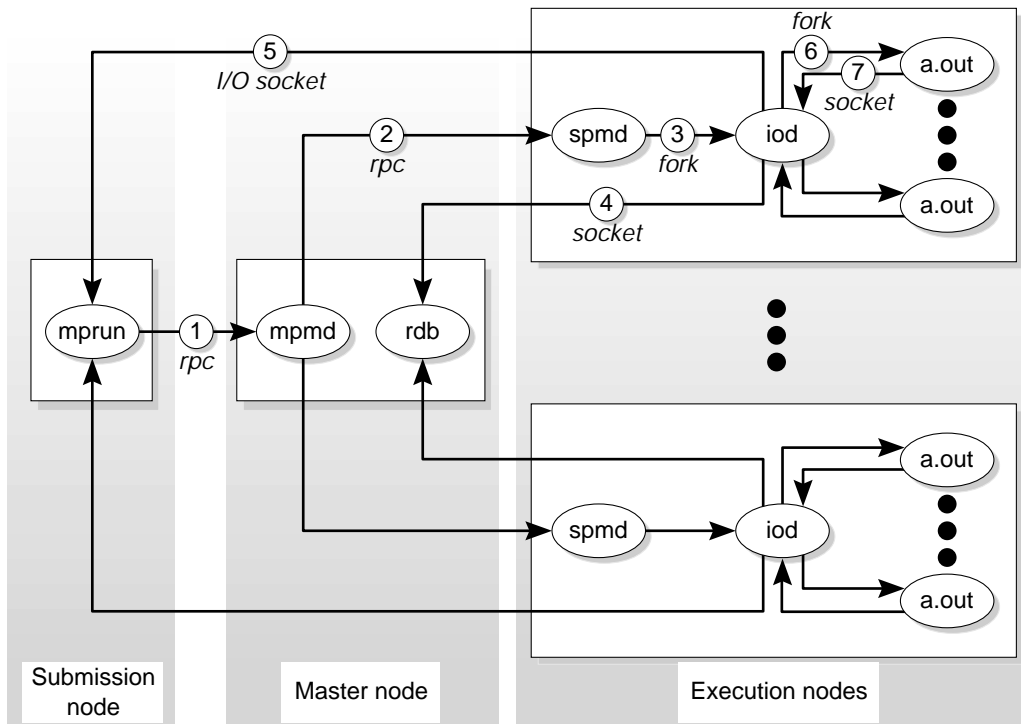 fork
5
6
a.out
I/O socket
7
socket
2
spmd
3
iod
rpc
fork
4
a.out
socket
mprun
1
mpmd
rdb
rpc
a.out
spmd
iod
a.out
Submission
node
Master node
Execution nodes